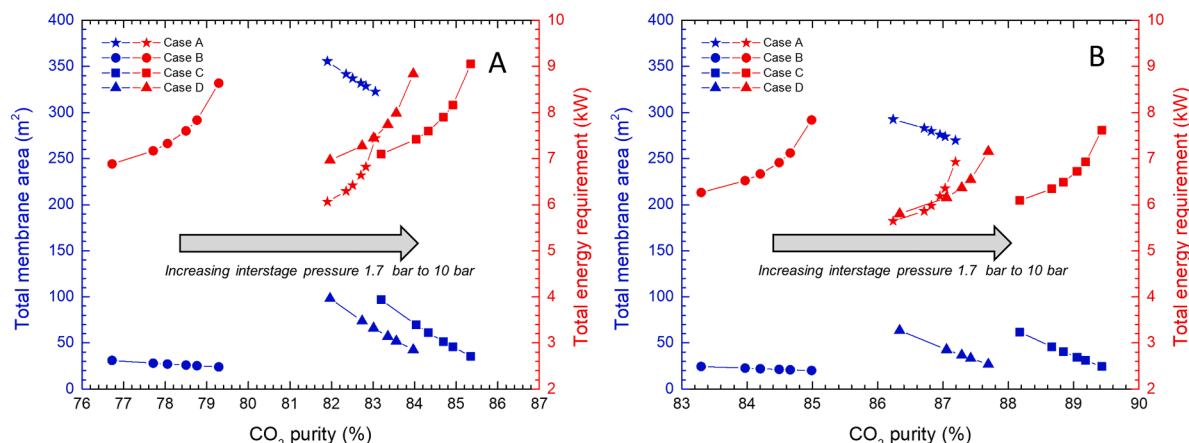 A
Case A
Case B
Case C
Case D
Increasing interstage pressure 1.7 bar to 10 bar
Total membrane area (m²)
400
350
300
250
200
150
100
50
0
Total energy requirement (kW)
10
9
8
7
6
5
4
3
2
76 77 78 79 80 81 82 83 84 85 86 87
CO₂ purity (%)
B
Case A
Case B
Case C
Case D
Increasing interstage pressure 1.7 bar to 10 bar
Total membrane area (m²)
400
350
300
250
200
150
100
50
0
Total energy requirement (kW)
10
9
8
7
6
5
4
3
2
83 84 85 86 87 88 89 90
CO₂ purity (%)